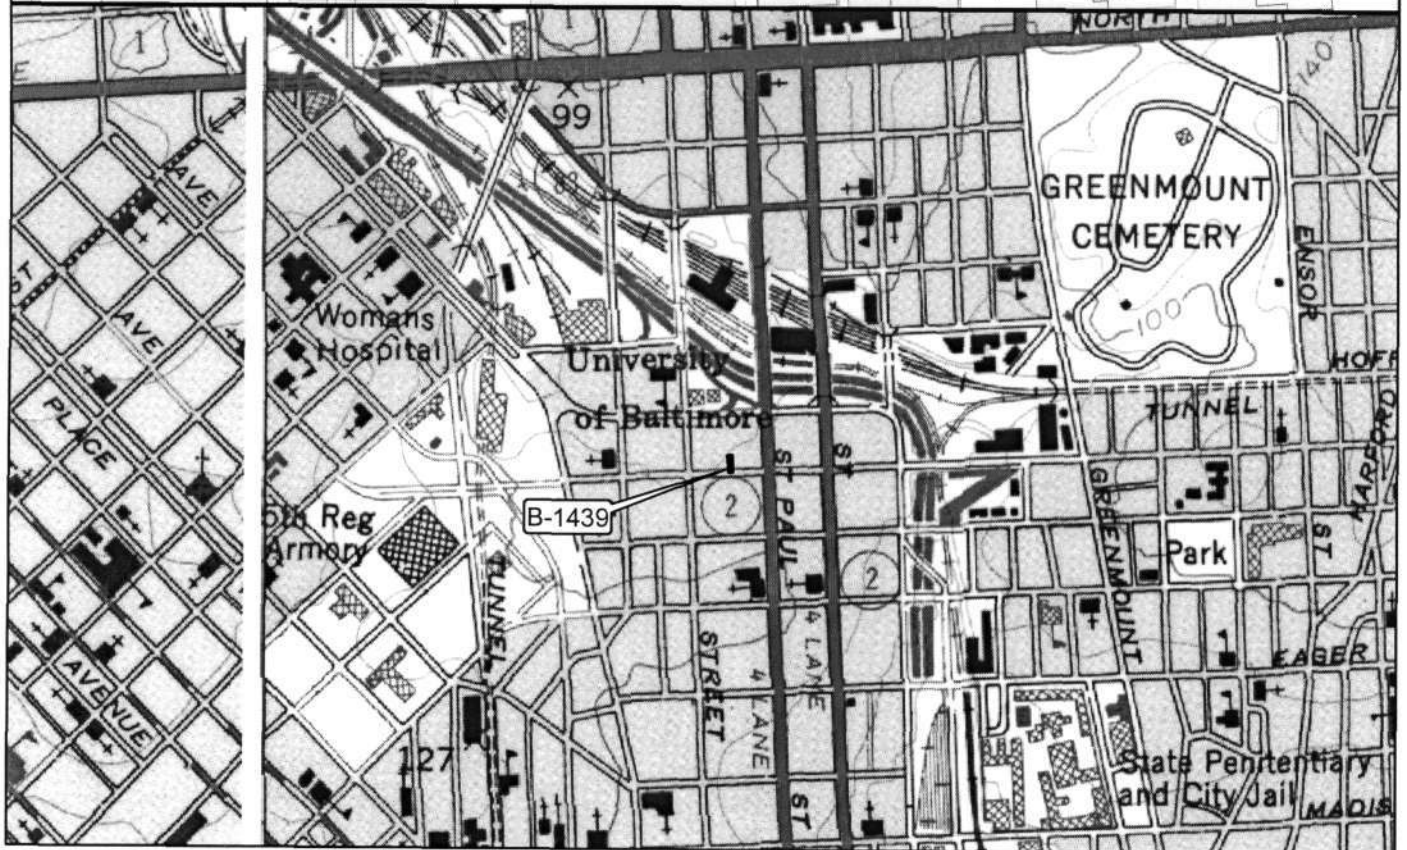 NORTH
1
1
E
140
99
AVE
GREENMOUNT
CEMETERY
ENSOR
ST
AVE
100
Womans
Hospital
University
of Baltimore
HOFF
TUNNEL
PLACE
HARFORD
ST PAUL
ST
GREENMOUNT
B-1439
2
5th Reg
Armory
Park
ST
2
TUNNEL
4 LANE
STREET
4 LANE
EAGER
AVENUE
127
State Penitentiary
and City Jail
MADIS
ST